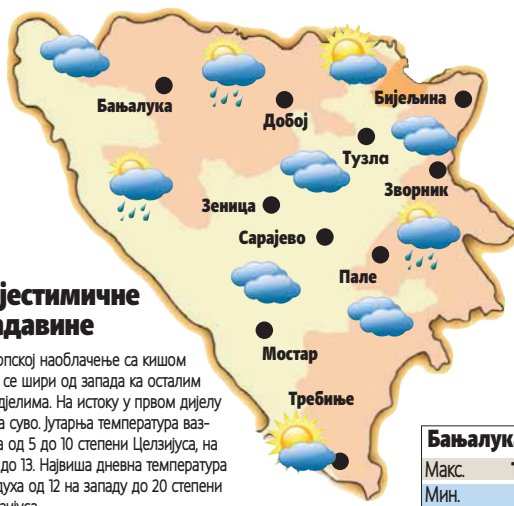 Бањалука
Добој
Бијељина
Тузла
Зворник
Зеница
Сарајево
Пале
Мостар
Требиње
јестимичне
адавине
опској наоблачење са кишом
се шири од запада ка осталим
дјелима. На истоку у првом дијелу
а суво. Јутарња температура ваз-
а од 5 до 10 степени Целзијуса, на
до 13. Највиша дневна температура
духа од 12 на западу до 20 степени
Бањалука
Макс.
Мин.